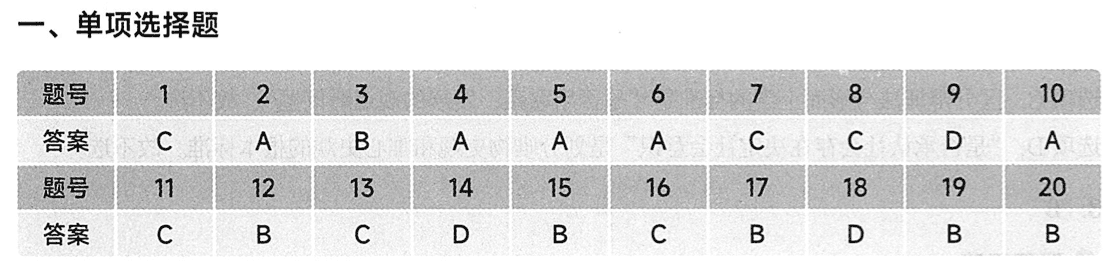 一、单项选择题
题号 1 2 3 4 5 6 7 8 9 10
答案 C A B A A A C C D A
题号 11 12 13 14 15 16 17 18 19 20
答案 C B C D B C B D B B